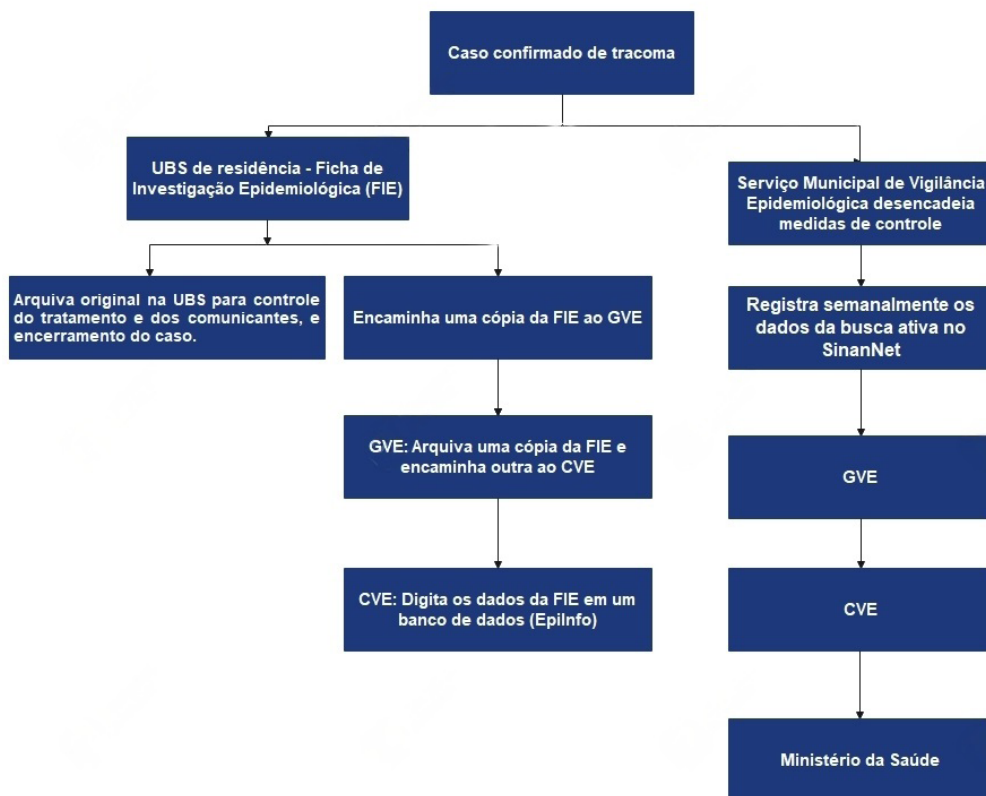 Caso confirmado de tracoma
UBS de residência - Ficha de
Investigação Epidemiológica (FIE)
Serviço Municipal de Vigilância
Epidemiológica desencadeia
medidas de controle
Arquiva original na UBS para controle
do tratamento e dos comunicantes, e
encerramento do caso.
Encaminha uma cópia da FIE ao GVE
Registra semanalmente os
dados da busca ativa no
SinanNet
GVE: Arquiva uma cópia da FIE e
encaminha outra ao CVE
GVE
CVE: Digita os dados da FIE em um
banco de dados (EpiInfo)
CVE
Ministério da Saúde